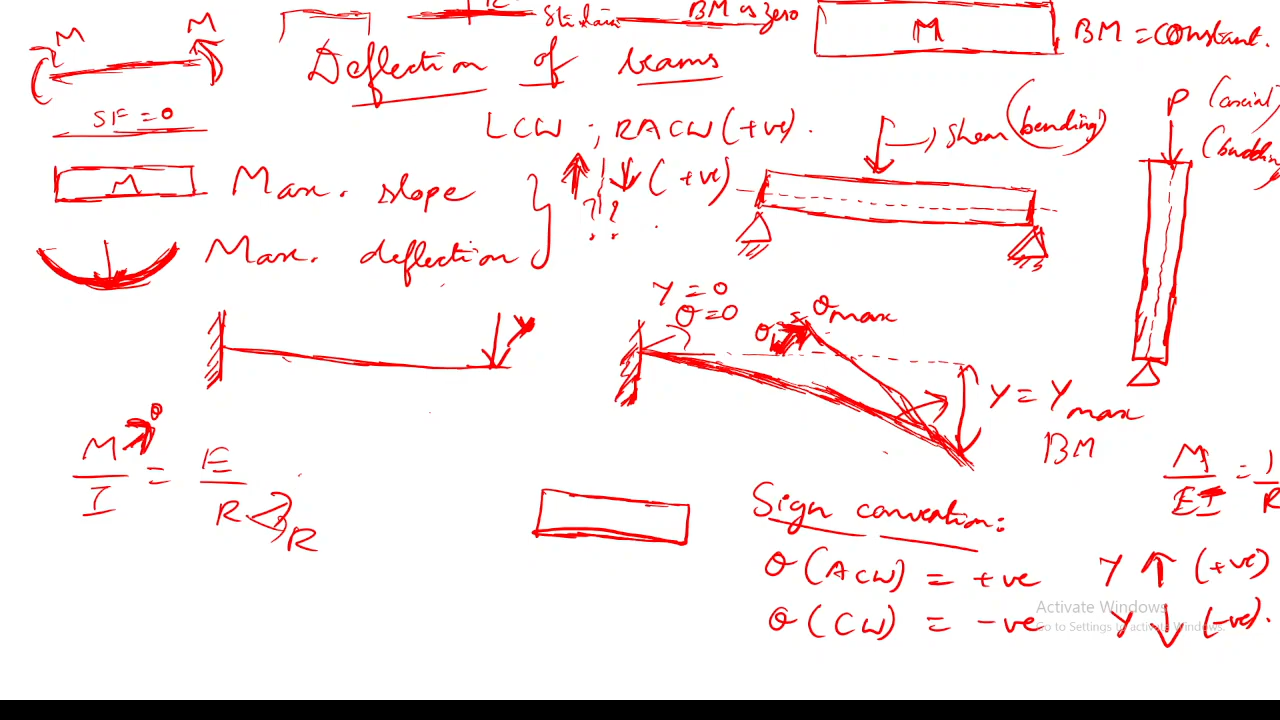 BM is zero
M M M BM = constant.
Deflection of beams
SF = 0
P (axial)
LCW ; RACW (+ve).
Shear (bending)
M Max. slope
(+ve)
? ?
Max. deflection
Y = 0
θ = 0
θmax
Y
Y = Ymax
BM
θ
M/I = E/R
R
M/EI = 1/R
Sign convention:
θ (ACW) = +ve Y ↑ (+ve)
θ (CW) = -ve Y ↓ (-ve).
Activate Windows
Go to Settings to activate Windows.